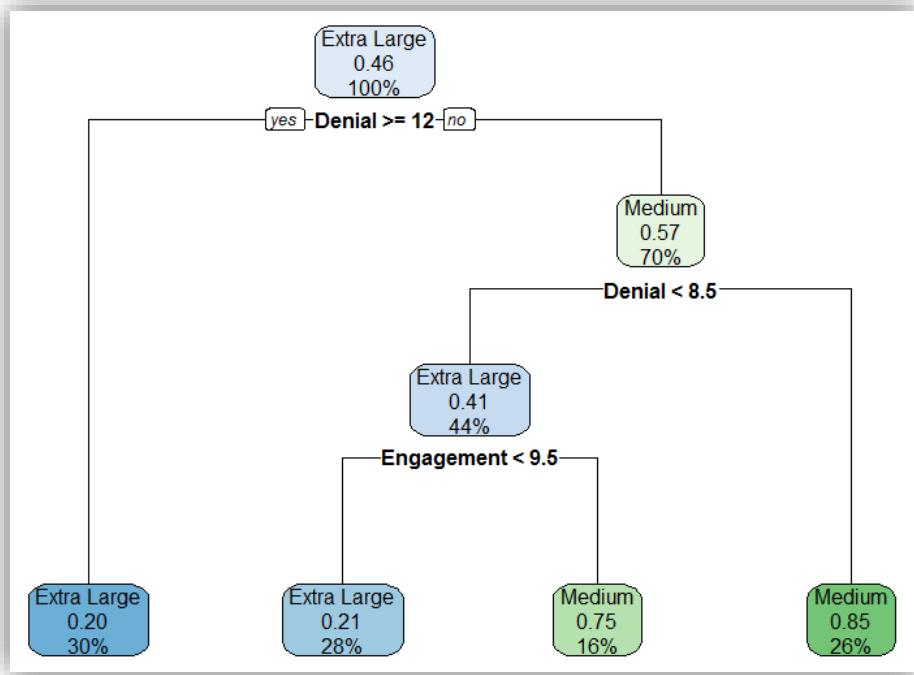 Extra Large
0.46
100%
yes Denial >= 12 no
Medium
0.57
70%
Denial < 8.5
Extra Large
0.41
44%
Engagement < 9.5
Extra Large
0.20
30%
Extra Large
0.21
28%
Medium
0.75
16%
Medium
0.85
26%